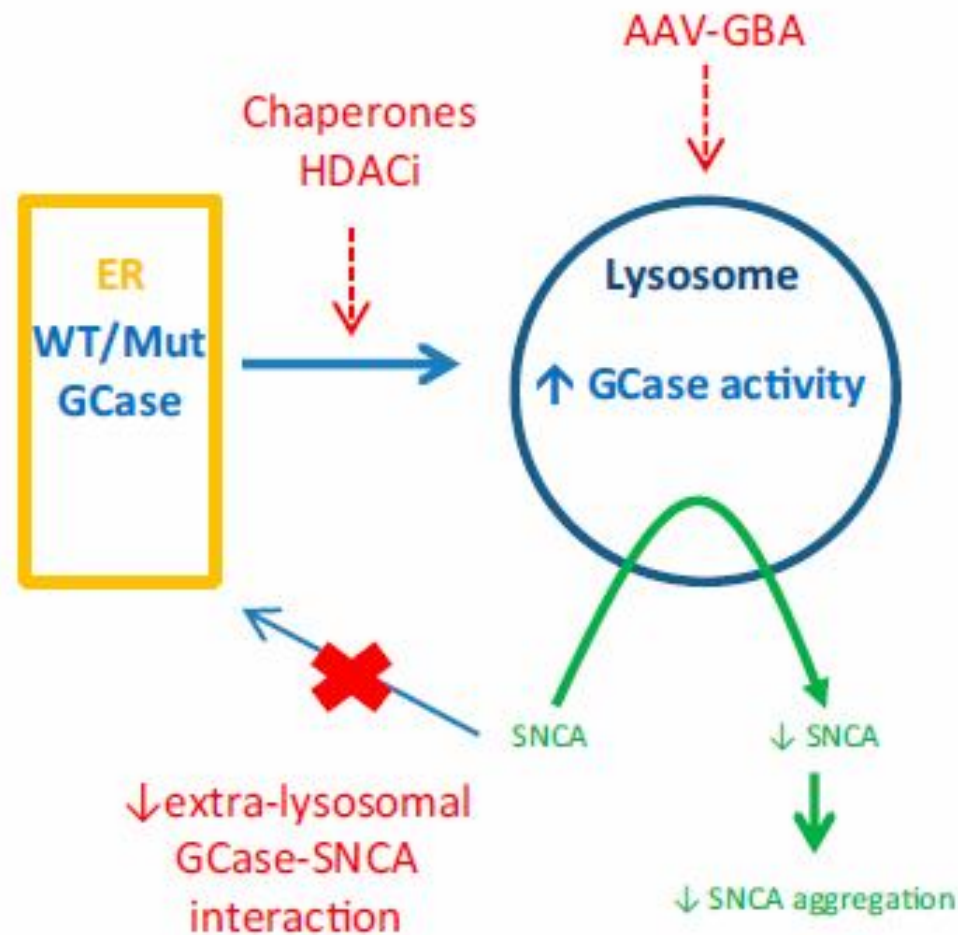 AAV-GBA
Chaperones
HDACi
ER
WT/Mut
GCase
Lysosome
↑ GCase activity
SNCA
↓ SNCA
↓extra-lysosomal
GCase-SNCA
interaction
↓ SNCA aggregation